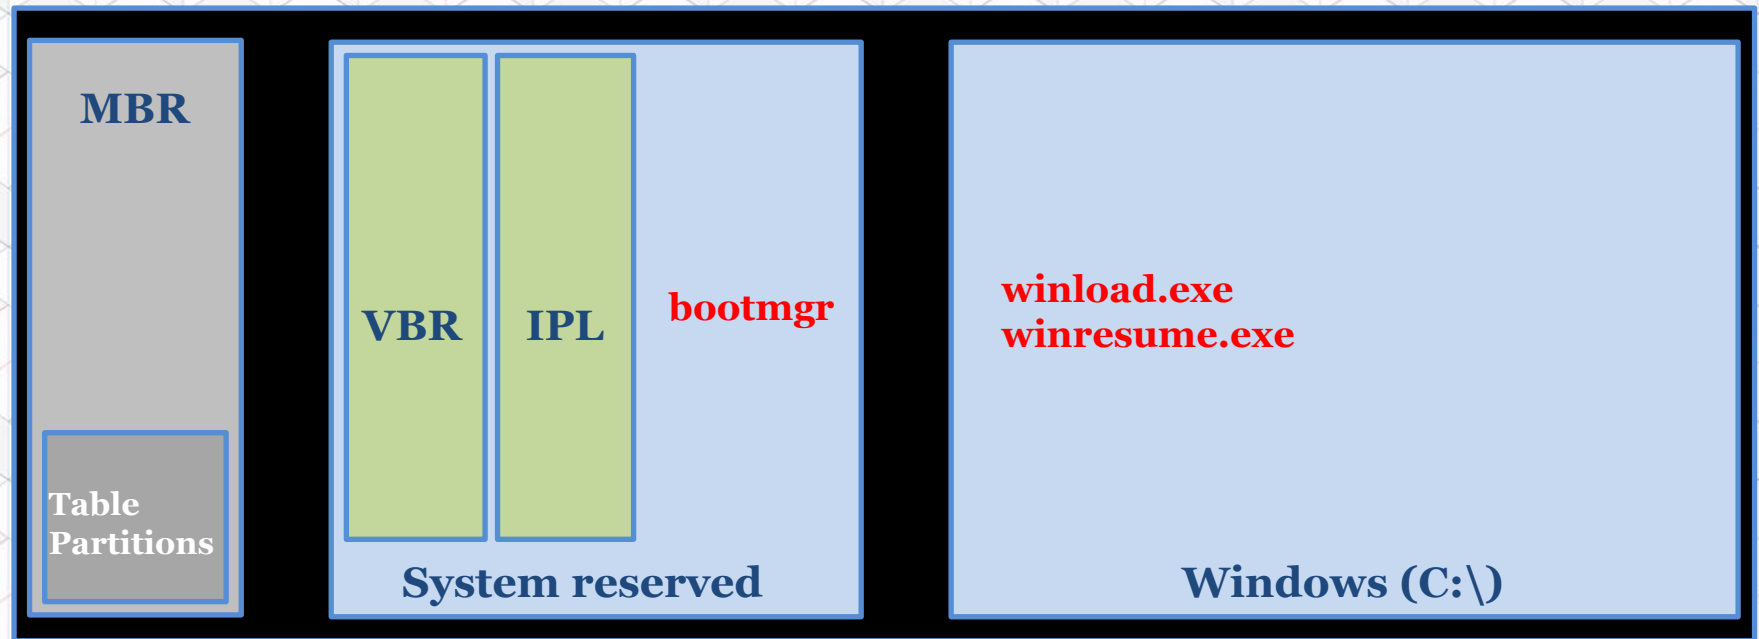 MBR
Table
Partitions
VBR
IPL
bootmgr
System reserved
winload.exe
winresume.exe
Windows (C:\)